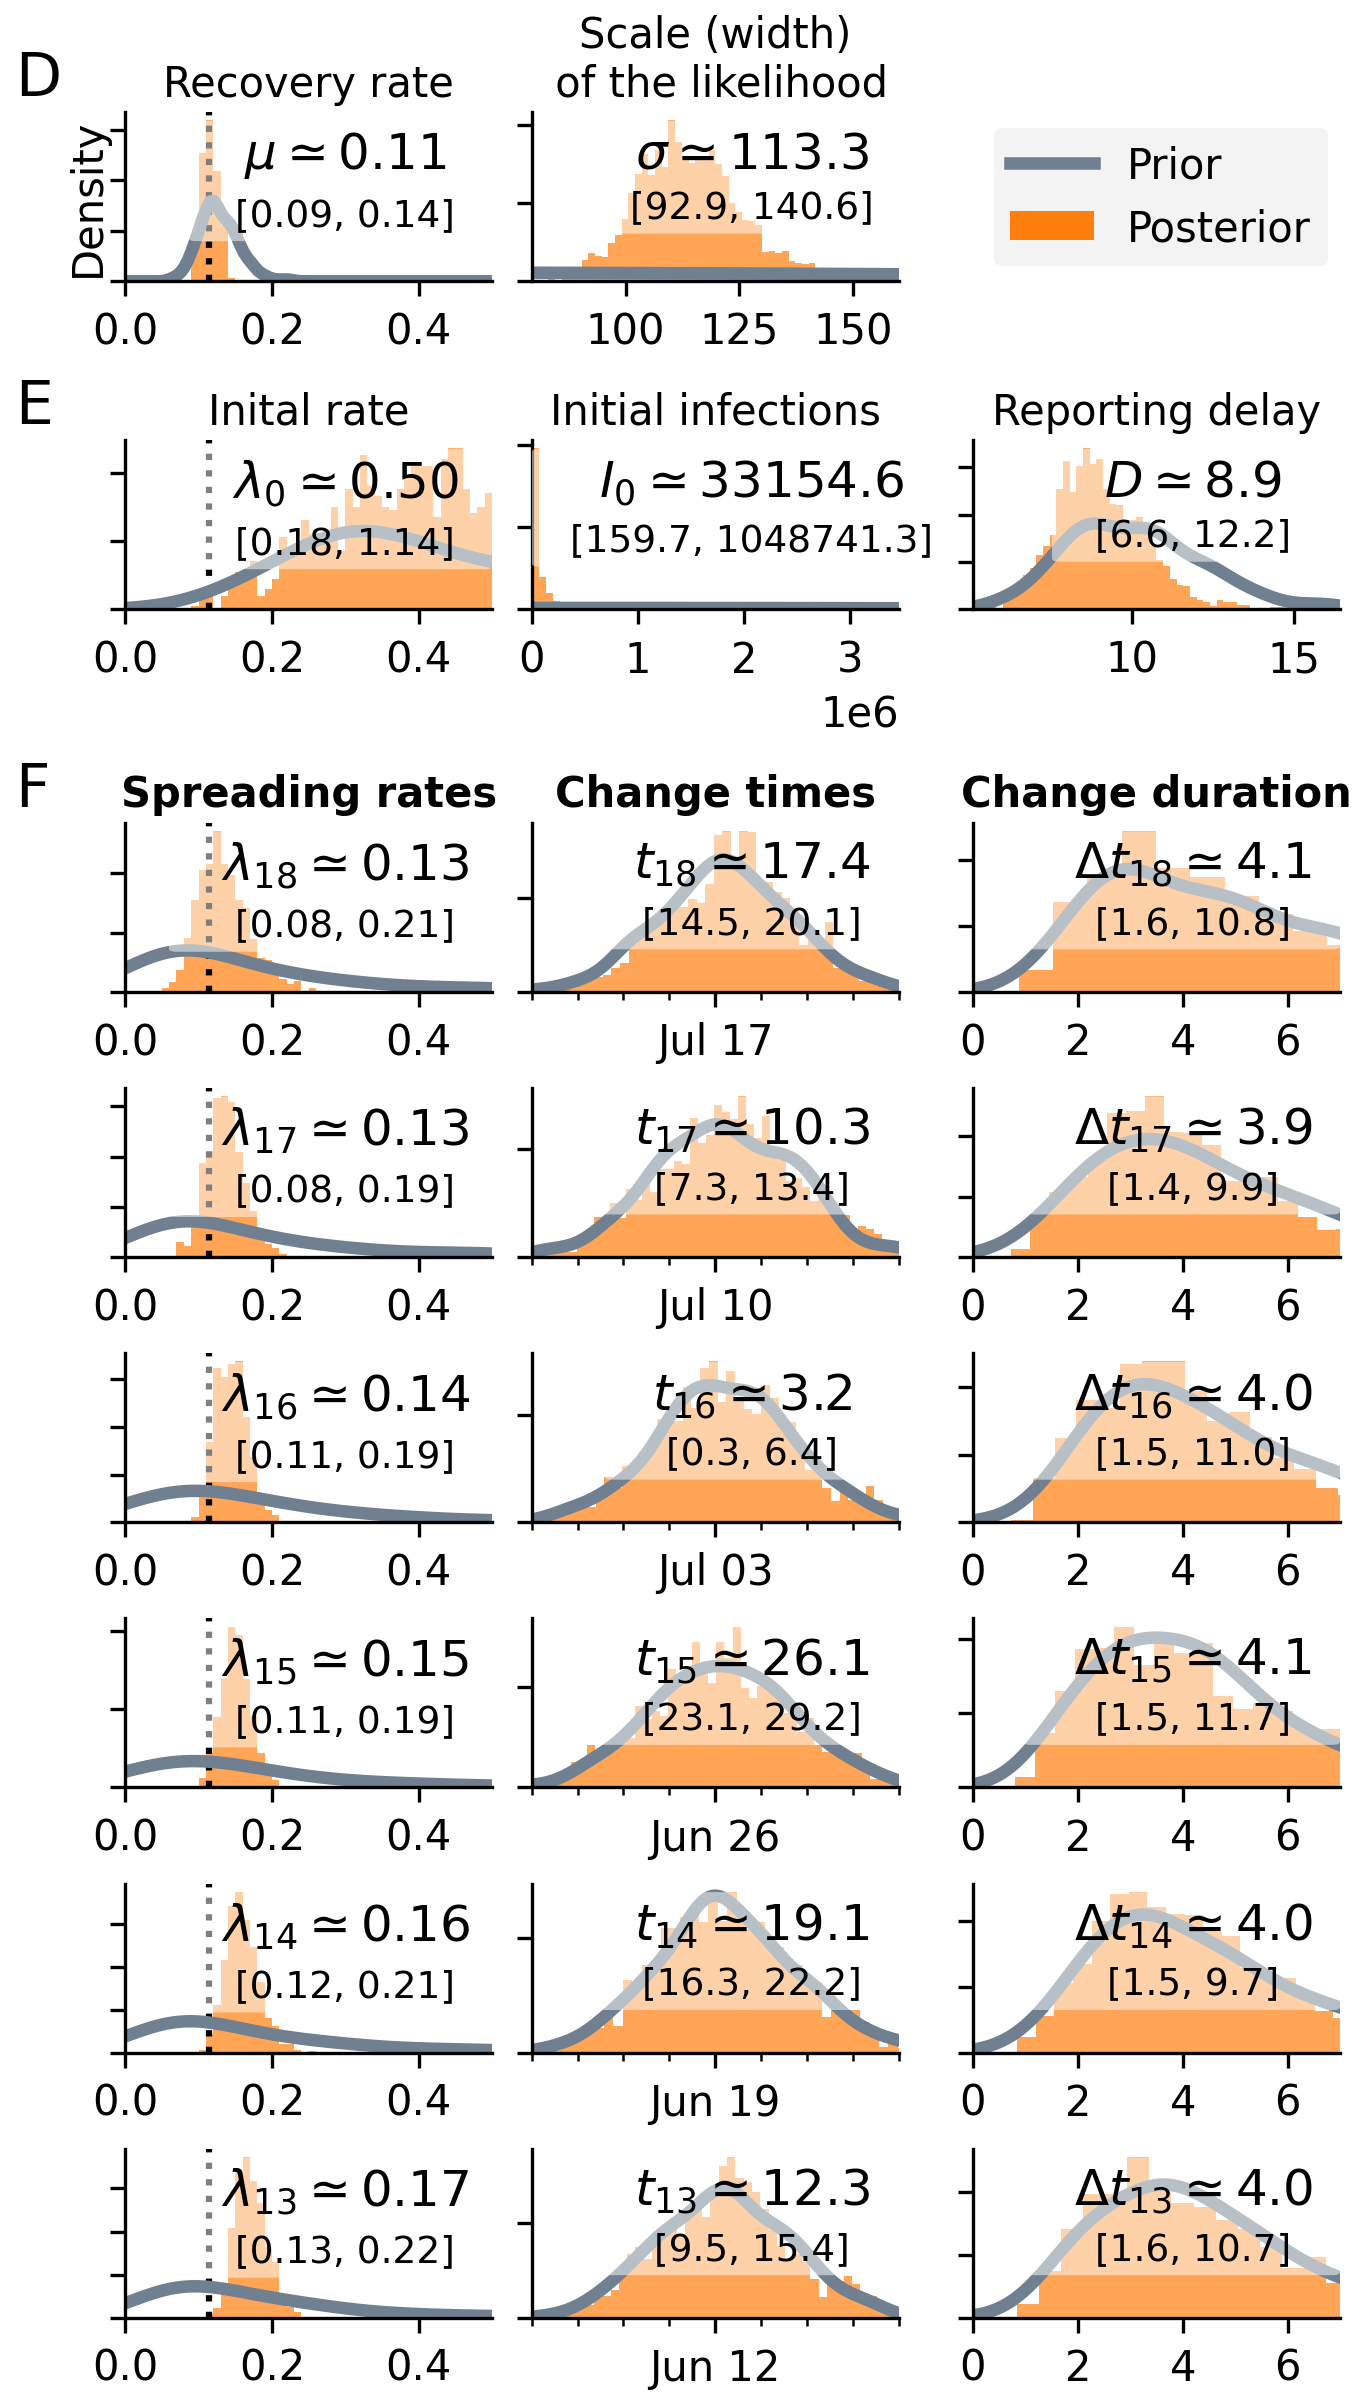 D
Recovery rate
Scale (width)
of the likelihood
Density
μ ≃ 0.11
[0.09, 0.14]
0.0 0.2 0.4
σ ≃ 113.3
[92.9, 140.6]
100 125 150
Prior
Posterior
E
Inital rate
λ0 ≃ 0.50
[0.18, 1.14]
0.0 0.2 0.4
Initial infections
I0 ≃ 33154.6
[159.7, 1048741.3]
0 1 2 3
1e6
Reporting delay
D ≃ 8.9
[6.6, 12.2]
10 15
F
Spreading rates
Change times
Change duration
λ18 ≃ 0.13
[0.08, 0.21]
0.0 0.2 0.4
t18 ≃ 17.4
[14.5, 20.1]
Jul 17
Δt18 ≃ 4.1
[1.6, 10.8]
0 2 4 6
λ17 ≃ 0.13
[0.08, 0.19]
0.0 0.2 0.4
t17 ≃ 10.3
[7.3, 13.4]
Jul 10
Δt17 ≃ 3.9
[1.4, 9.9]
0 2 4 6
λ16 ≃ 0.14
[0.11, 0.19]
0.0 0.2 0.4
t16 ≃ 3.2
[0.3, 6.4]
Jul 03
Δt16 ≃ 4.0
[1.5, 11.0]
0 2 4 6
λ15 ≃ 0.15
[0.11, 0.19]
0.0 0.2 0.4
t15 ≃ 26.1
[23.1, 29.2]
Jun 26
Δt15 ≃ 4.1
[1.5, 11.7]
0 2 4 6
λ14 ≃ 0.16
[0.12, 0.21]
0.0 0.2 0.4
t14 ≃ 19.1
[16.3, 22.2]
Jun 19
Δt14 ≃ 4.0
[1.5, 9.7]
0 2 4 6
λ13 ≃ 0.17
[0.13, 0.22]
0.0 0.2 0.4
t13 ≃ 12.3
[9.5, 15.4]
Jun 12
Δt13 ≃ 4.0
[1.6, 10.7]
0 2 4 6